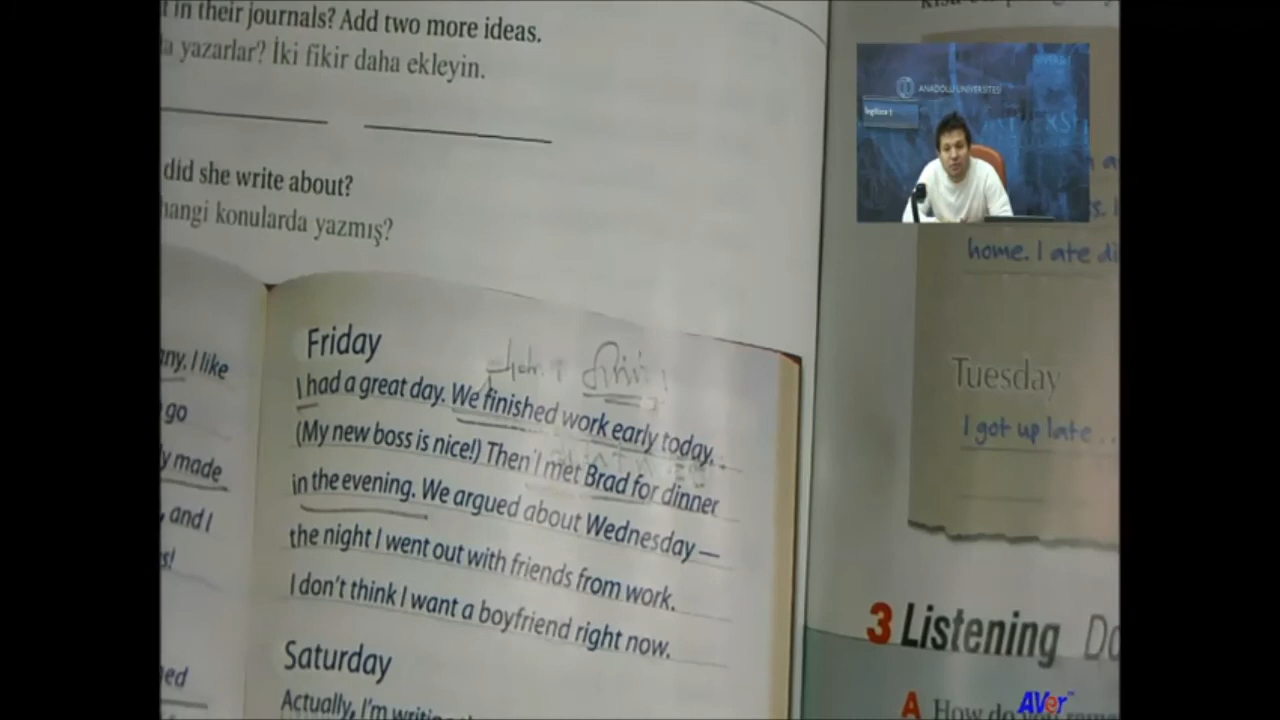 in their journals? Add two more ideas.
yazarlar? İki fikir daha ekleyin.
did she write about?
hangi konularda yazmış?
I like
go
made
and I
Friday
I had a great day. We finished work early today.
(My new boss is nice!) Then I met Brad for dinner
in the evening. We argued about Wednesday —
the night I went out with friends from work.
I don't think I want a boyfriend right now.
Saturday
Actually, I'm
ANADOLU ÜNİVERSİTESİ
home. I ate
Tuesday
I got up late . .
3 Listening
A How do you
AVer